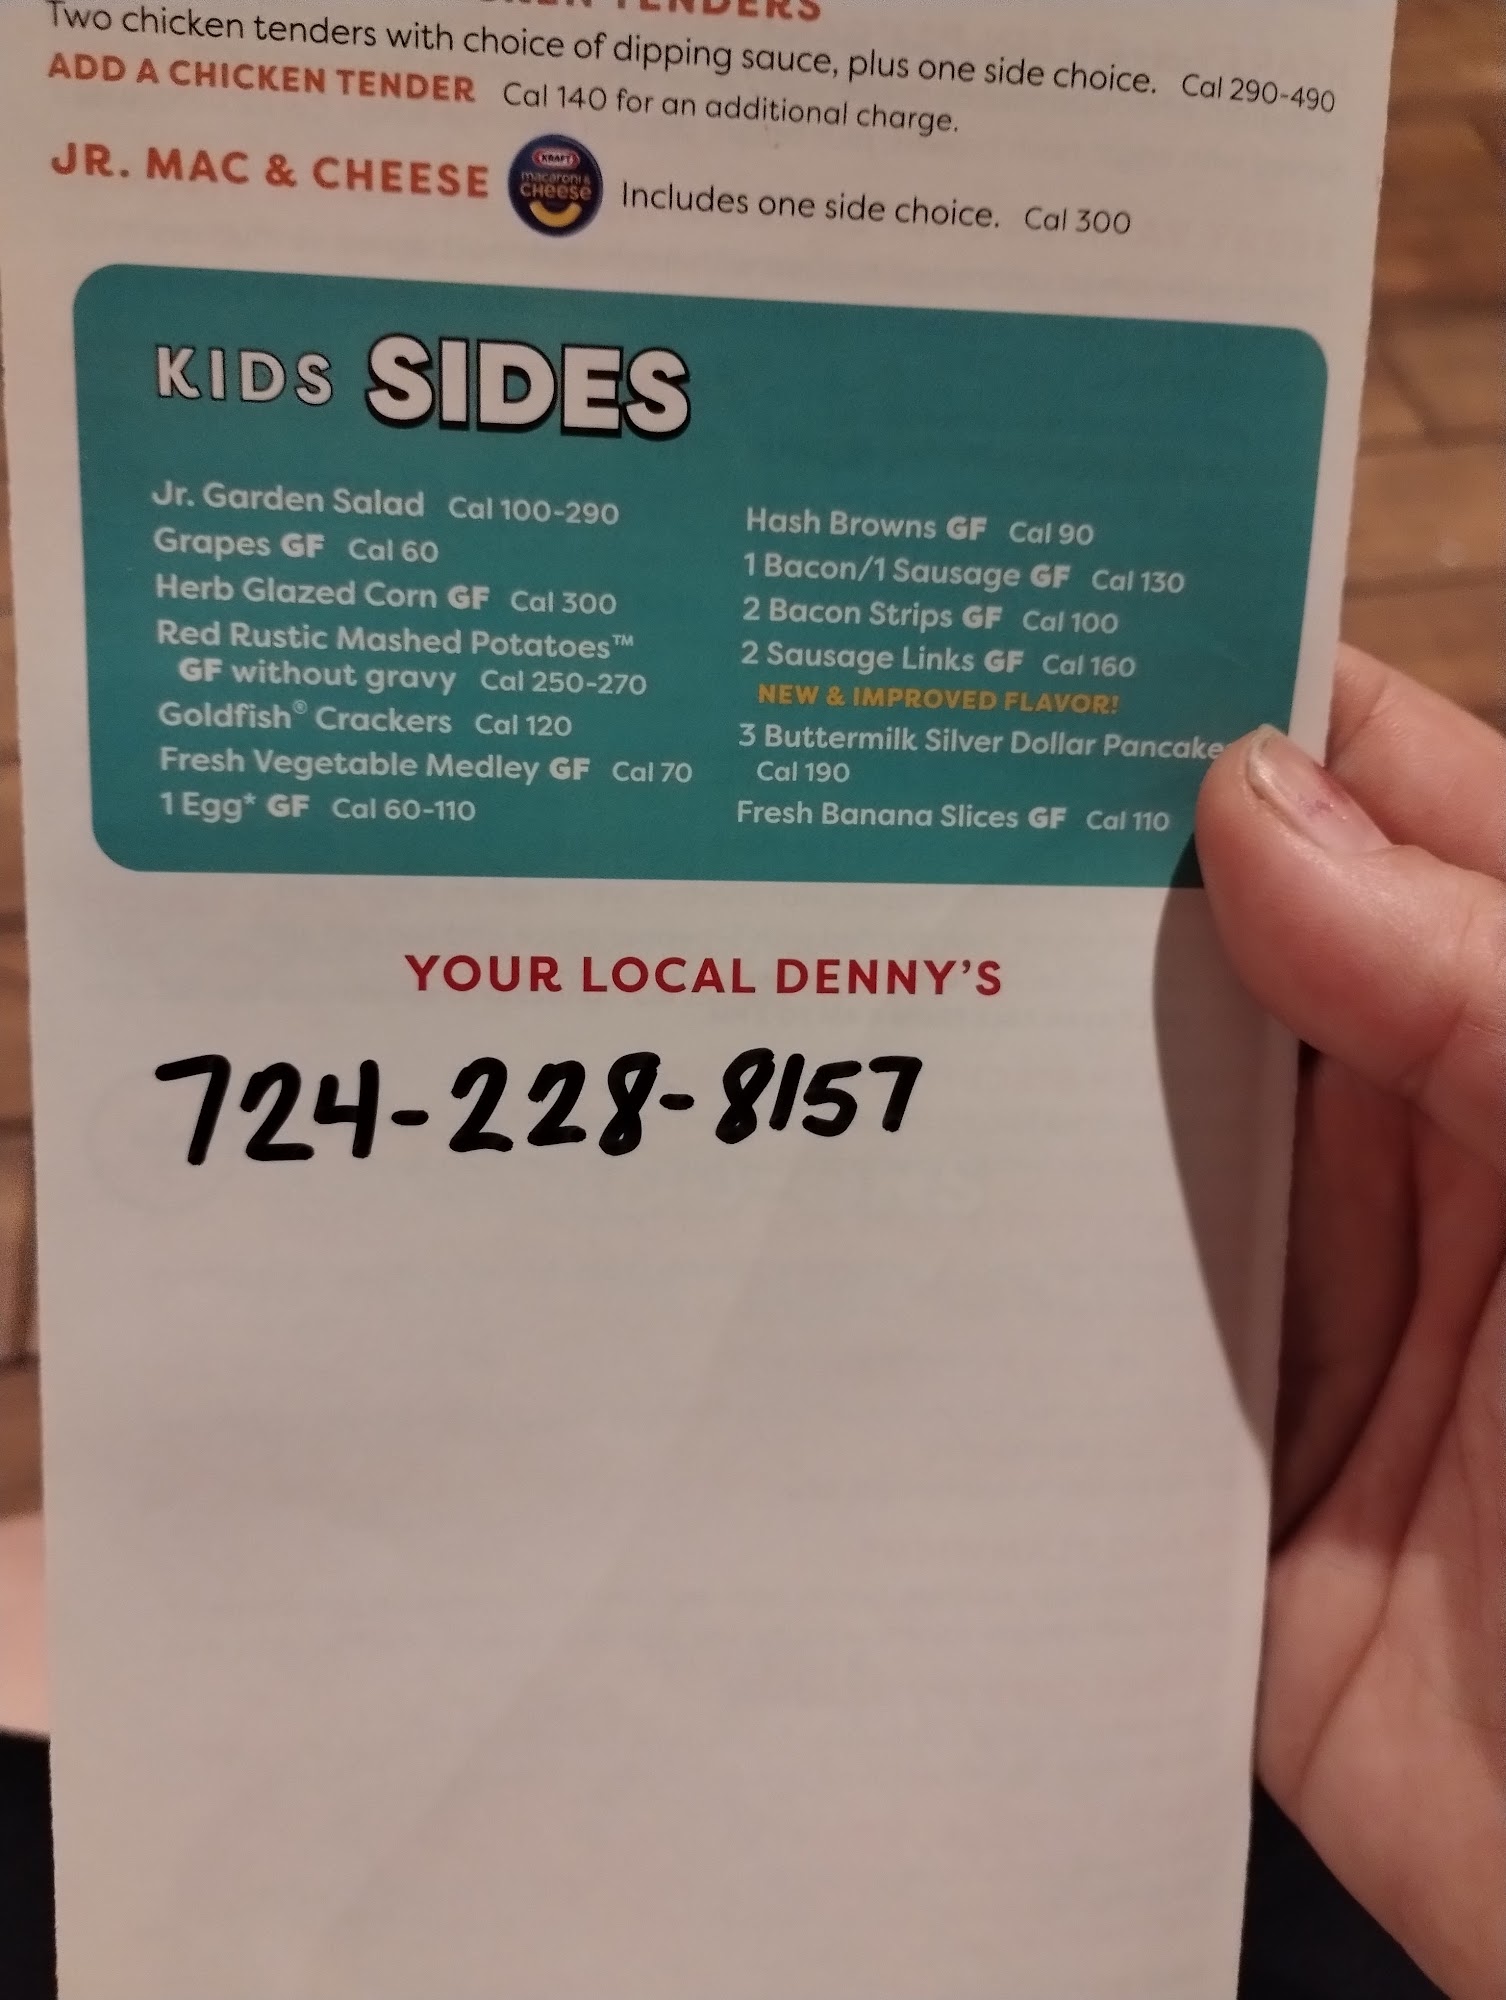 TENDERS
Two chicken tenders with choice of dipping sauce, plus one side choice. Cal 290-490
ADD A CHICKEN TENDER Cal 140 for an additional charge.
JR. MAC & CHEESE KRAFT macaroni & CHEESE Includes one side choice. Cal 300
KIDS SIDES
Jr. Garden Salad Cal 100-290
Grapes GF Cal 60
Herb Glazed Corn GF Cal 300
Red Rustic Mashed Potatoes™
GF without gravy Cal 250-270
Goldfish® Crackers Cal 120
Fresh Vegetable Medley GF Cal 70
1 Egg* GF Cal 60-110
Hash Browns GF Cal 90
1 Bacon/1 Sausage GF Cal 130
2 Bacon Strips GF Cal 100
2 Sausage Links GF Cal 160
NEW & IMPROVED FLAVOR!
3 Buttermilk Silver Dollar Pancake
Cal 190
Fresh Banana Slices GF Cal 110
YOUR LOCAL DENNY'S
724-228-8157